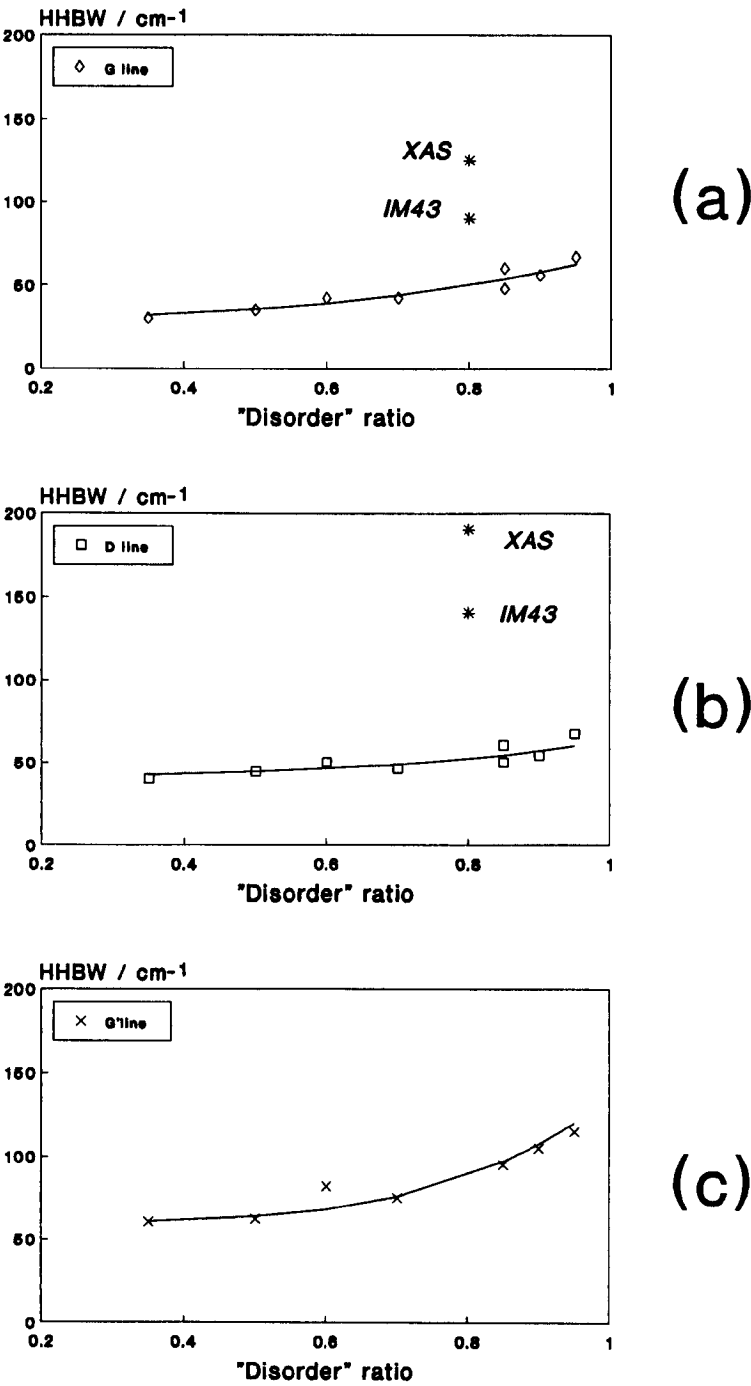 HHBW / cm-1
200
G line
150
XAS
(a)
100
IM43
50
0
0.2 0.4 0.6 0.8 1
"Disorder" ratio
HHBW / cm-1
200
D line
XAS
150
IM43
(b)
100
50
0
0.2 0.4 0.6 0.8 1
"Disorder" ratio
HHBW / cm-1
200
G'line
150
100
(c)
50
0
0.2 0.4 0.6 0.8 1
"Disorder" ratio